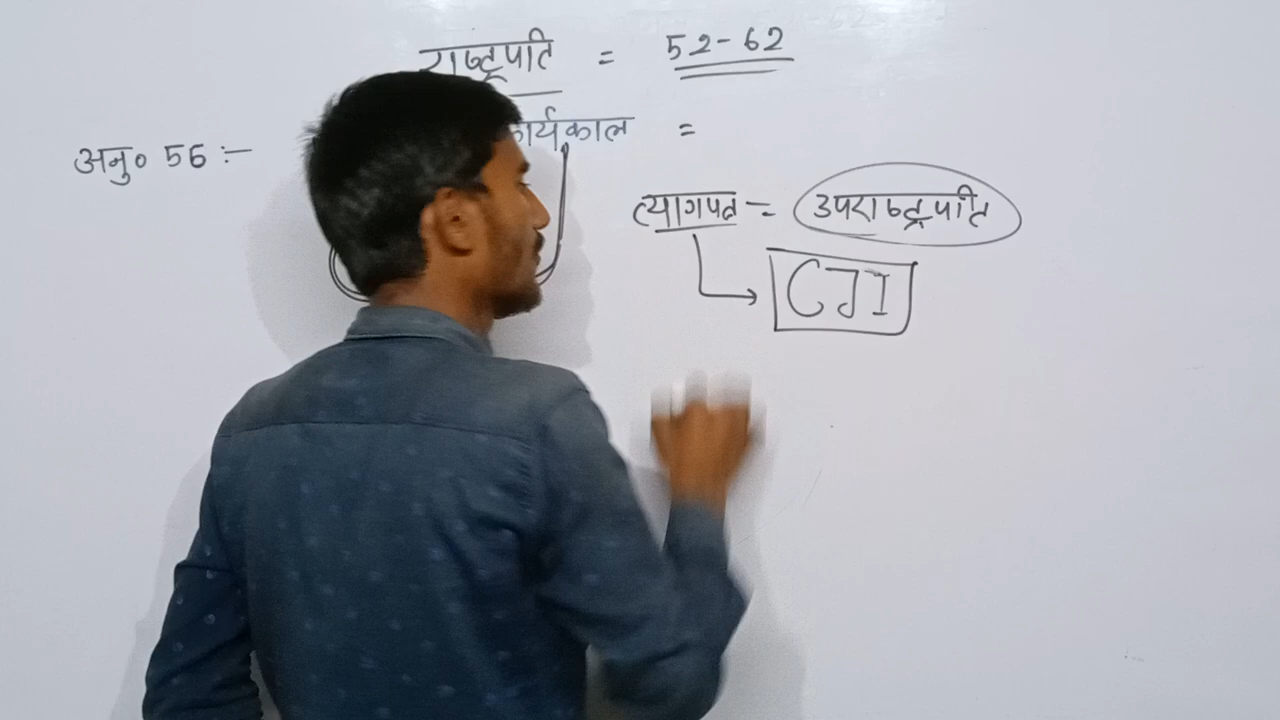 राष्ट्रपति = 52-62
अनु० 56 :- कार्यकाल =
त्यागपत्र - = उपराष्ट्रपति
CJI